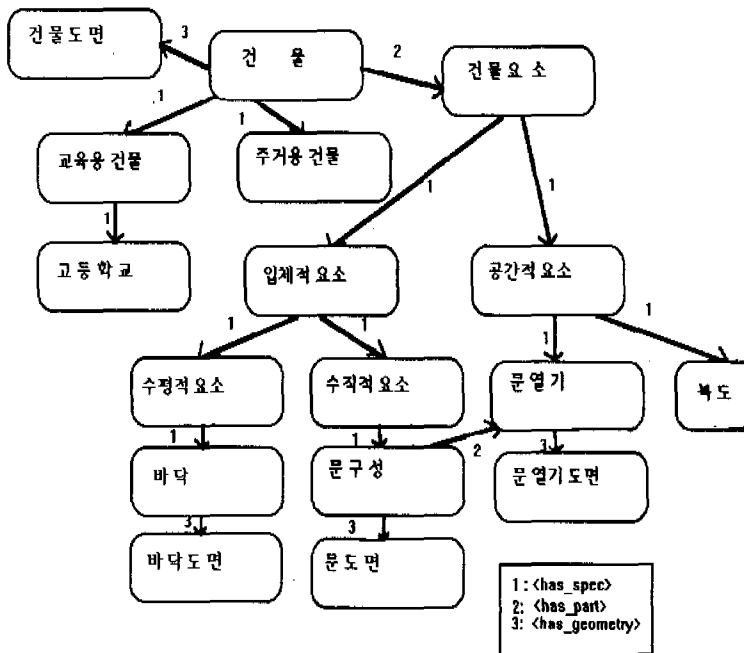 건물도면
3
건 물
2
건물요소
1
1
교육용건물
주거용건물
1
1
1
고등학교
입체적요소
공간적요소
1
1
1
1
수평적요소
수직적요소
문열기
복도
1
1
2
3
바닥
문구성
문열기도면
3
3
바닥도면
문도면
1: <has_spec>
2: <has_part>
3: <has_geometry>